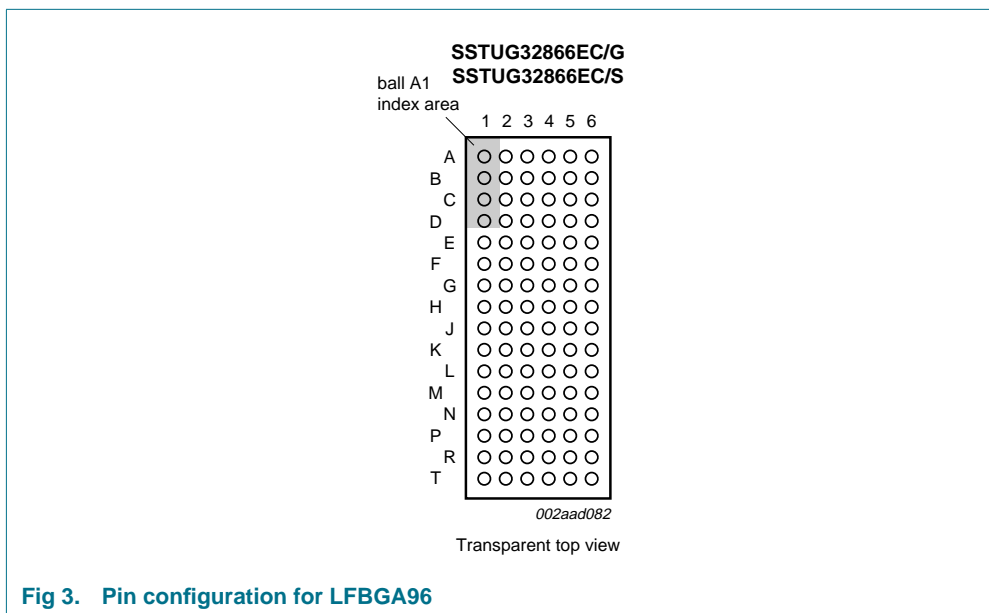 SSTUG32866EC/G
SSTUG32866EC/S
ball A1
index area
1 2 3 4 5 6
A
B
C
D
E
F
G
H
J
K
L
M
N
P
R
T
002aad082
Transparent top view
Fig 3. Pin configuration for LFBGA96